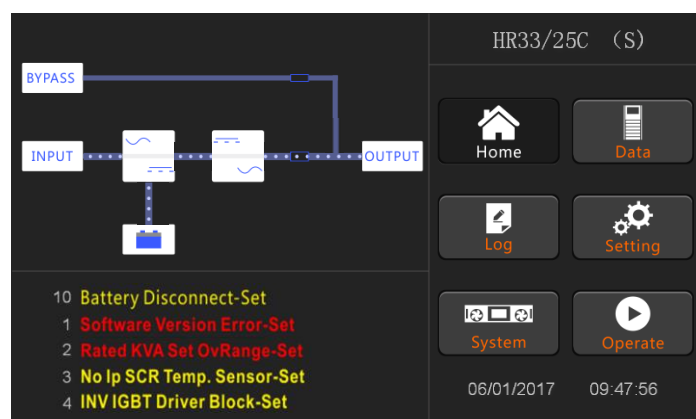 HR33/25C (S)
BYPASS
INPUT
OUTPUT
Home
Data
Log
Setting
System
Operate
10 Battery Disconnect-Set
1 Software Version Error-Set
2 Rated KVA Set OvRange-Set
3 No Ip SCR Temp. Sensor-Set
4 INV IGBT Driver Block-Set
06/01/2017 09:47:56